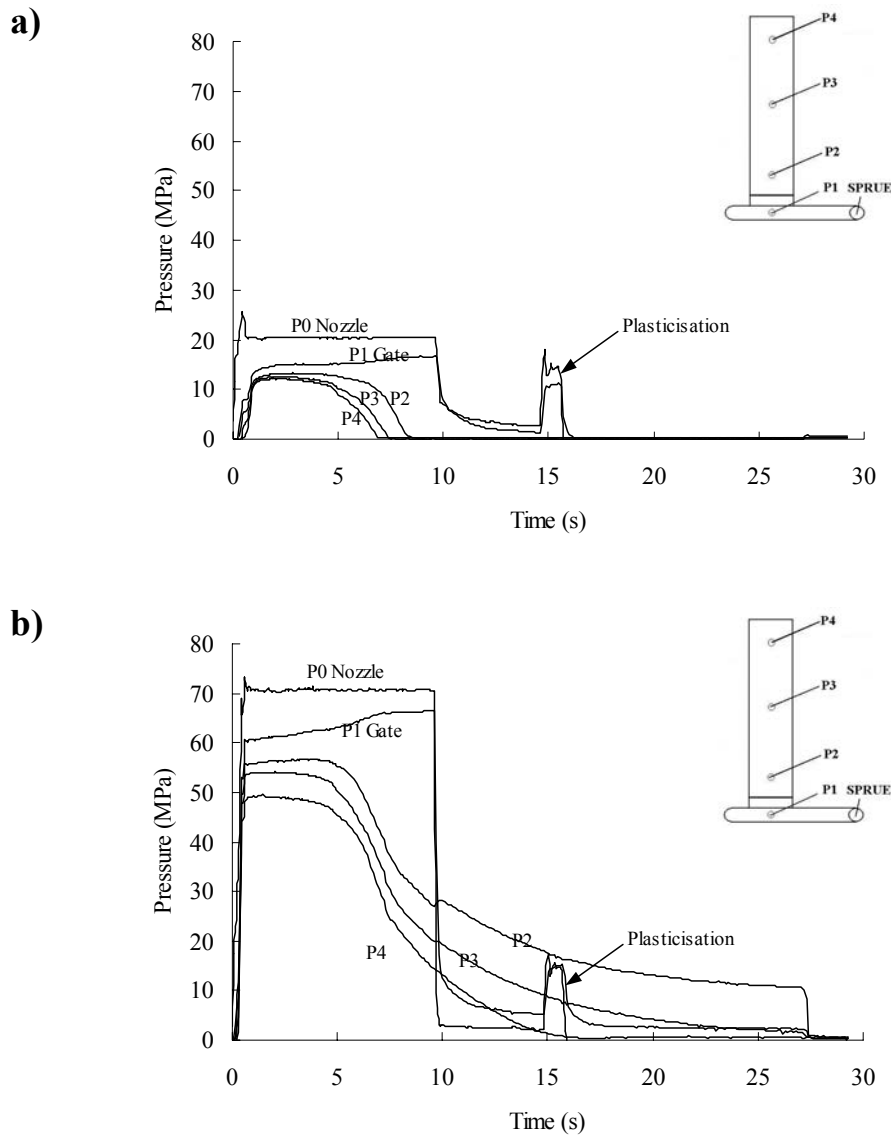 a)
80
70
60
50
40
30
20
10
0
Pressure (MPa)
0 5 10 15 20 25 30
Time (s)
P0 Nozzle
P1 Gate
P2
P3
P4
Plasticisation
P4
P3
P2
P1 SPRUE
b)
80
70
60
50
40
30
20
10
0
Pressure (MPa)
0 5 10 15 20 25 30
Time (s)
P0 Nozzle
P1 Gate
P2
P3
P4
Plasticisation
P4
P3
P2
P1 SPRUE